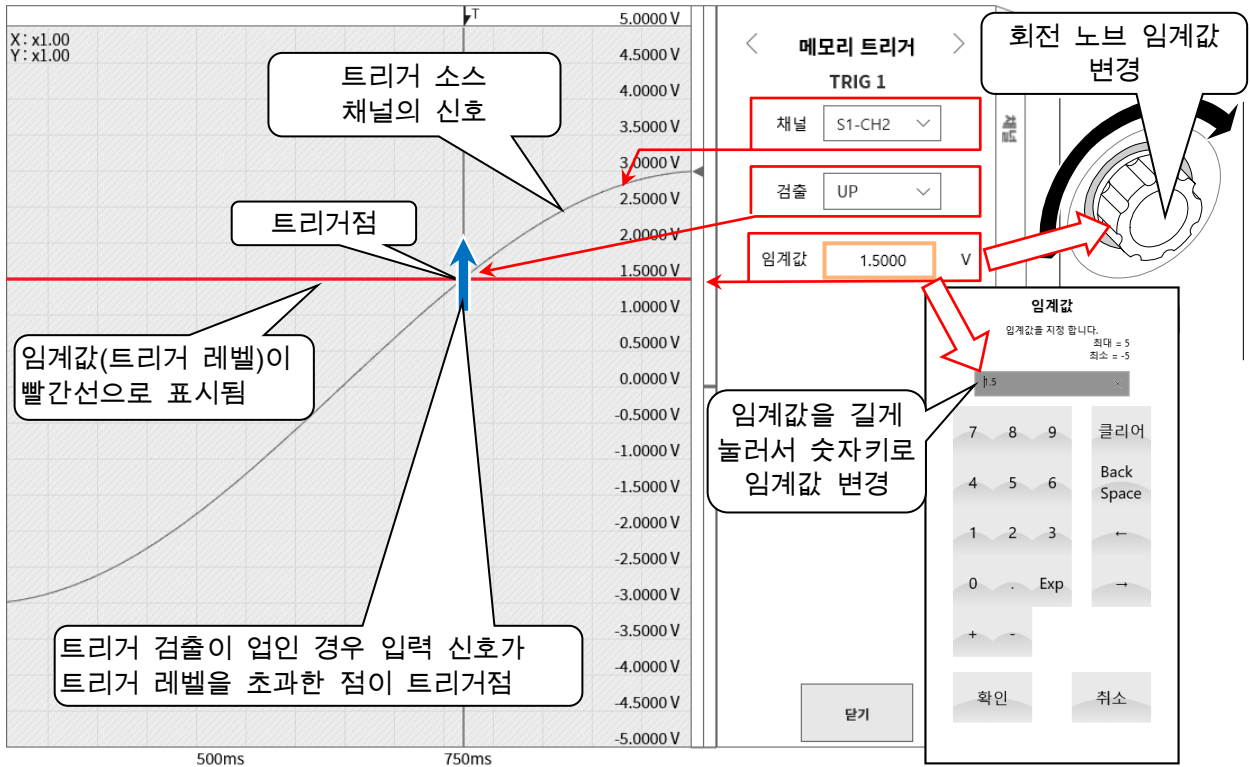 T
X : x1.00
Y : x1.00
트리거 소스
채널의 신호
트리거점
임계값(트리거 레벨)이
빨간선으로 표시됨
트리거 검출이 업인 경우 입력 신호가
트리거 레벨을 초과한 점이 트리거점
5.0000 V
4.5000 V
4.0000 V
3.5000 V
3.0000 V
2.5000 V
2.0000 V
1.5000 V
1.0000 V
0.5000 V
0.0000 V
-0.5000 V
-1.0000 V
-1.5000 V
-2.0000 V
-2.5000 V
-3.0000 V
-3.5000 V
-4.0000 V
-4.5000 V
-5.0000 V
500ms
750ms
메모리 트리거
TRIG 1
채널 S1-CH2
검출 UP
임계값 1.5000 V
닫기
채널
회전 노브 임계값
변경
임계값을 길게
눌러서 숫자키로
임계값 변경
임계값
임계값을 지정 합니다.
최대 = 5
최소 = -5
1.5 ×
7 8 9 클리어
4 5 6 Back
Space
1 2 3 ←
0 . Exp →
+ -
확인 취소